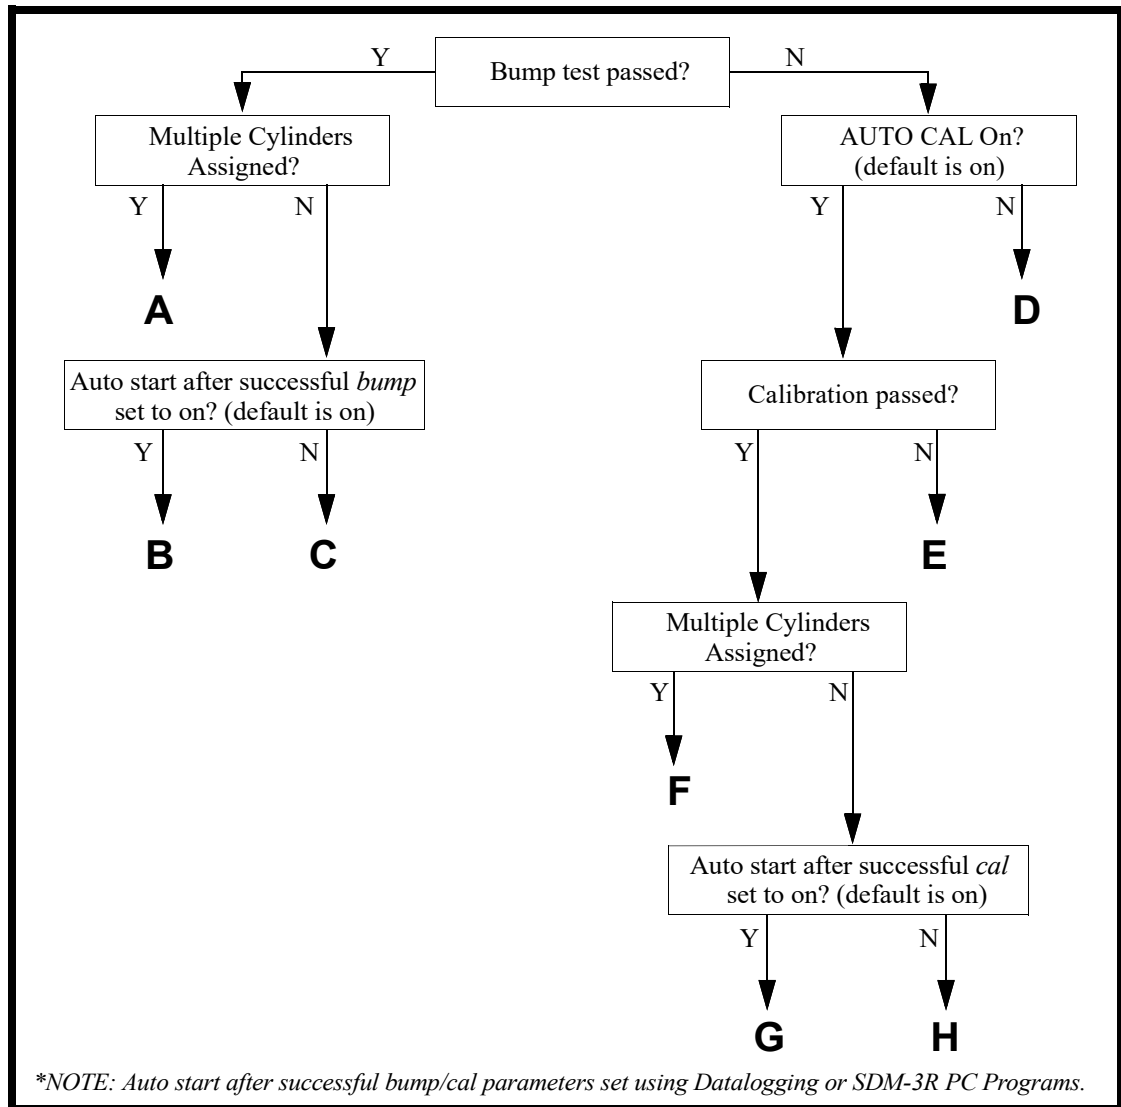 Bump test passed?
Y
N
Multiple Cylinders
Assigned?
AUTO CAL On?
(default is on)
Y
N
Y
N
A
D
Auto start after successful bump
set to on? (default is on)
Calibration passed?
Y
N
Y
N
B
C
E
Multiple Cylinders
Assigned?
Y
N
F
Auto start after successful cal
set to on? (default is on)
Y
N
G
H
*NOTE: Auto start after successful bump/cal parameters set using Datalogging or SDM-3R PC Programs.